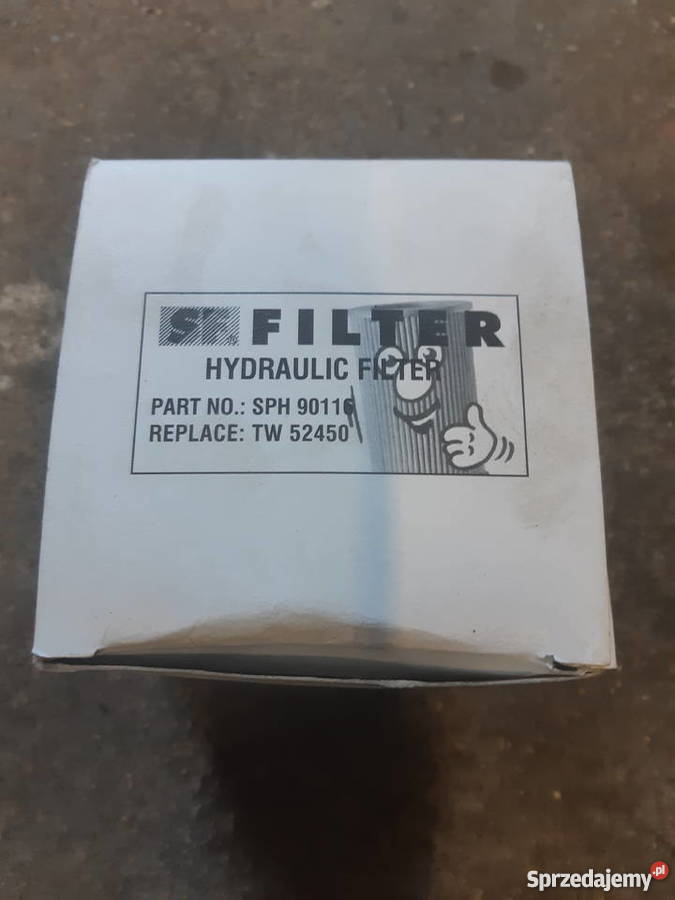 SF® FILTER
HYDRAULIC FILTER
PART NO.: SPH 90116
REPLACE: TW 52450
Sprzedajemy.pl